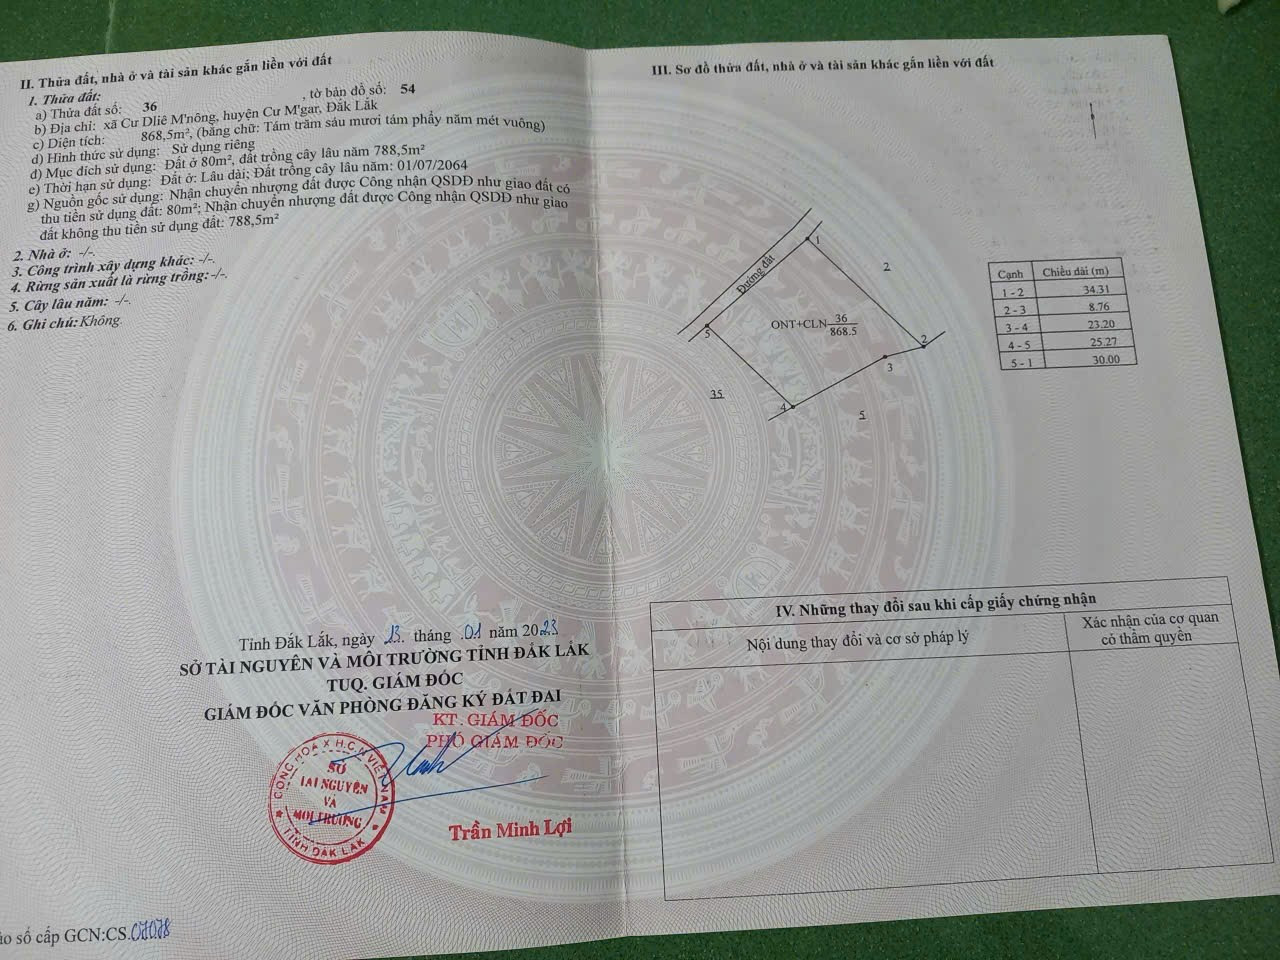 II. Thửa đất, nhà ở và tài sản khác gắn liền với đất
1. Thửa đất:
a) Thửa đất số: 36 , tờ bản đồ số: 54
b) Địa chỉ: xã Cư Dliê M'nông, huyện Cư M'gar, Đắk Lắk
c) Diện tích: 868,5m², (bằng chữ: Tám trăm sáu mươi tám phẩy năm mét vuông)
d) Hình thức sử dụng: Sử dụng riêng
đ) Mục đích sử dụng: Đất ở 80m², đất trồng cây lâu năm 788,5m²
e) Thời hạn sử dụng: Đất ở: Lâu dài; Đất trồng cây lâu năm: 01/07/2064
g) Nguồn gốc sử dụng: Nhận chuyển nhượng đất được Công nhận QSDĐ như giao đất có
thu tiền sử dụng đất: 80m²; Nhận chuyển nhượng đất được Công nhận QSDĐ như giao
đất không thu tiền sử dụng đất: 788,5m²
2. Nhà ở: -/-.
3. Công trình xây dựng khác: -/-.
4. Rừng sản xuất là rừng trồng: -/-.
5. Cây lâu năm: -/-.
6. Ghi chú: Không.
Tỉnh Đắk Lắk, ngày 13. tháng .01 năm 2023
SỞ TÀI NGUYÊN VÀ MÔI TRƯỜNG TỈNH ĐẮK LẮK
TUQ. GIÁM ĐỐC
GIÁM ĐỐC VĂN PHÒNG ĐĂNG KÝ ĐẤT ĐAI
KT. GIÁM ĐỐC
PHÓ GIÁM ĐỐC
CỘNG HOÀ X.H.C.N VIỆT NAM
SỞ
TÀI NGUYÊN
VÀ
MÔI TRƯỜNG
TỈNH ĐẮK LẮK
Trần Minh Lợi
số cấp GCN:CS.07078
III. Sơ đồ thửa đất, nhà ở và tài sản khác gắn liền với đất
Đường đất
1
2
ONT+CLN 36
868.5
5
2
3
4
35
5
Cạnh Chiều dài (m)
1 - 2 34.31
2 - 3 8.76
3 - 4 23.20
4 - 5 25.27
5 - 1 30.00
IV. Những thay đổi sau khi cấp giấy chứng nhận
Nội dung thay đổi và cơ sở pháp lý
Xác nhận của cơ quan
có thẩm quyền